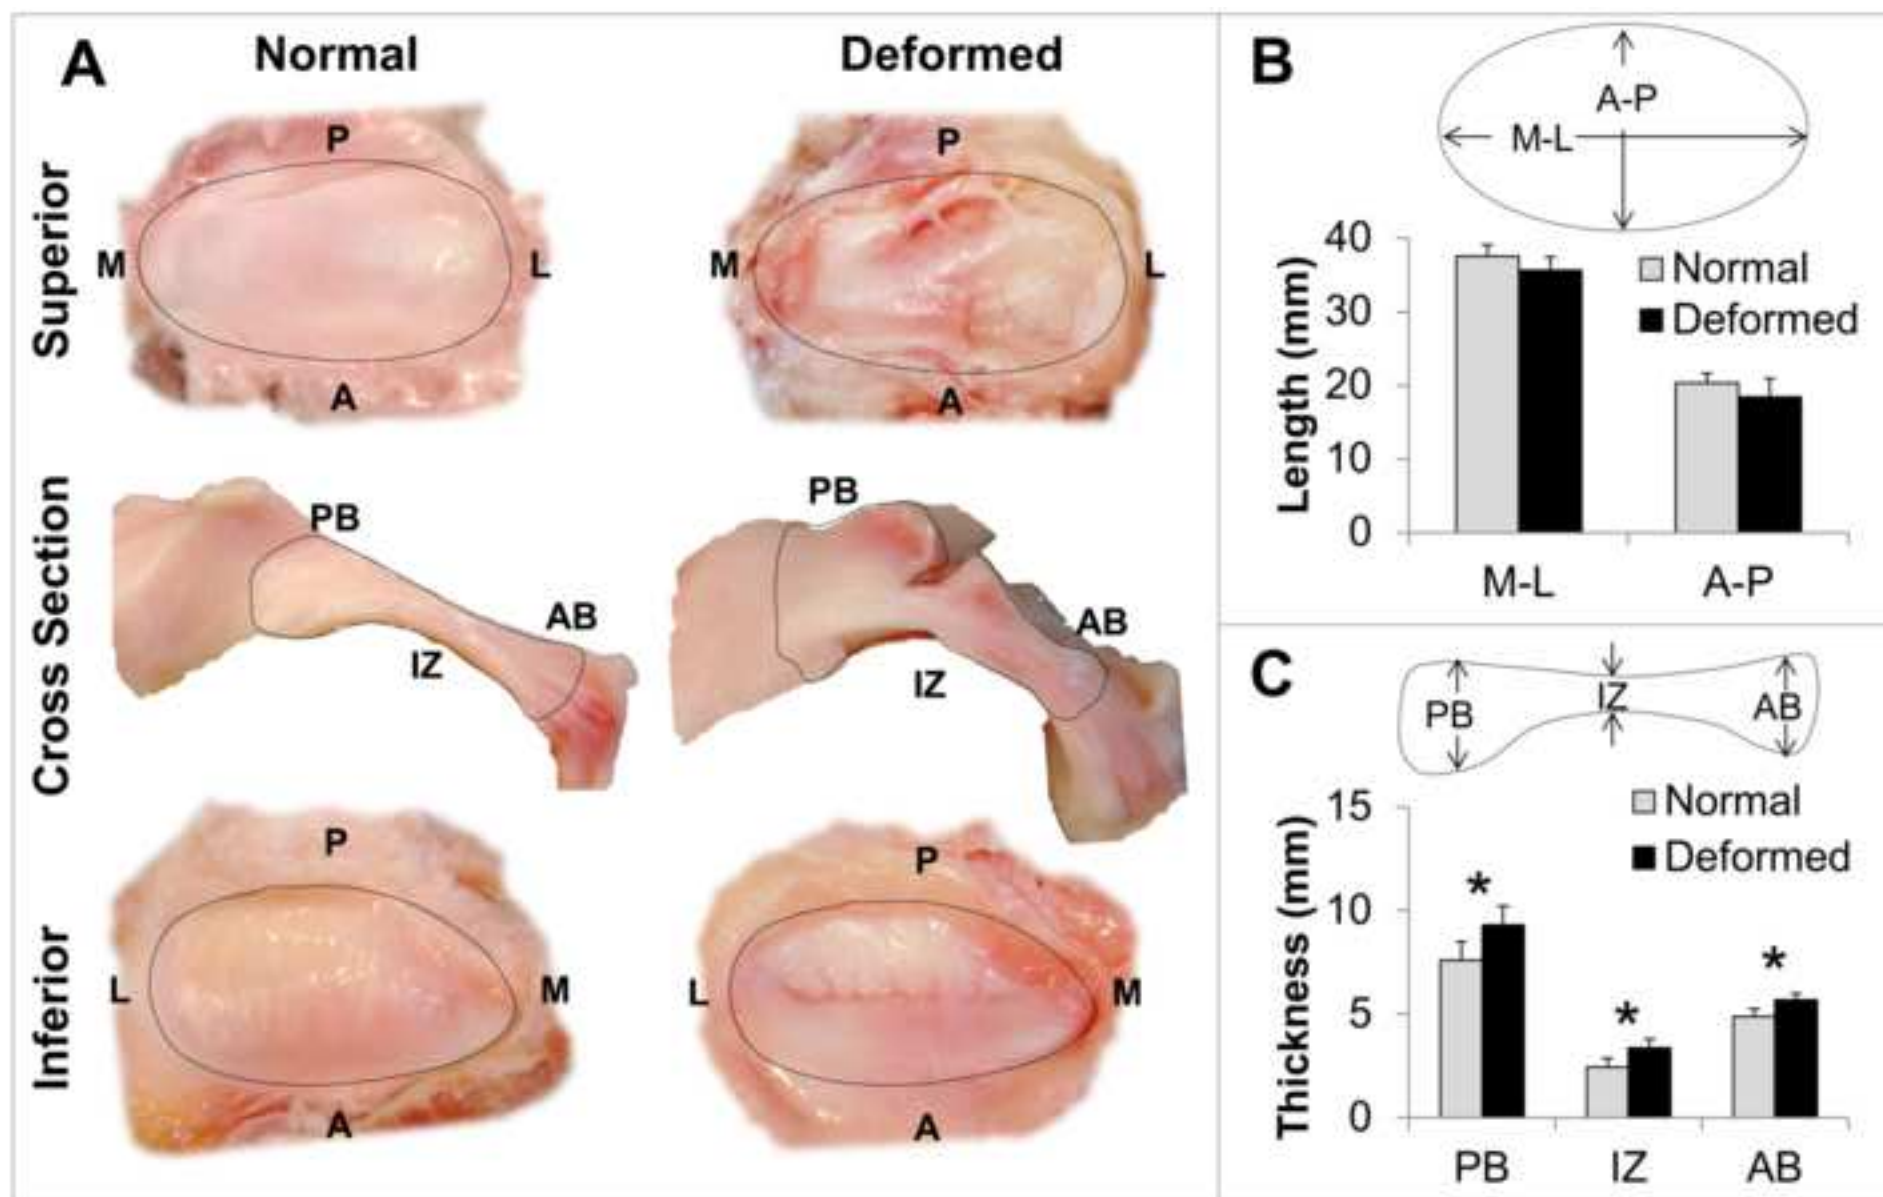 A
Normal
Deformed
Superior
P
M
L
A
P
M
L
A
Cross Section
PB
AB
IZ
PB
AB
IZ
Inferior
P
L
M
A
P
L
M
A
B
A-P
M-L
Length (mm)
40
30
20
10
0
Normal
Deformed
M-L
A-P
C
PB
IZ
AB
Thickness (mm)
15
10
5
0
Normal
Deformed
*
*
*
PB
IZ
AB